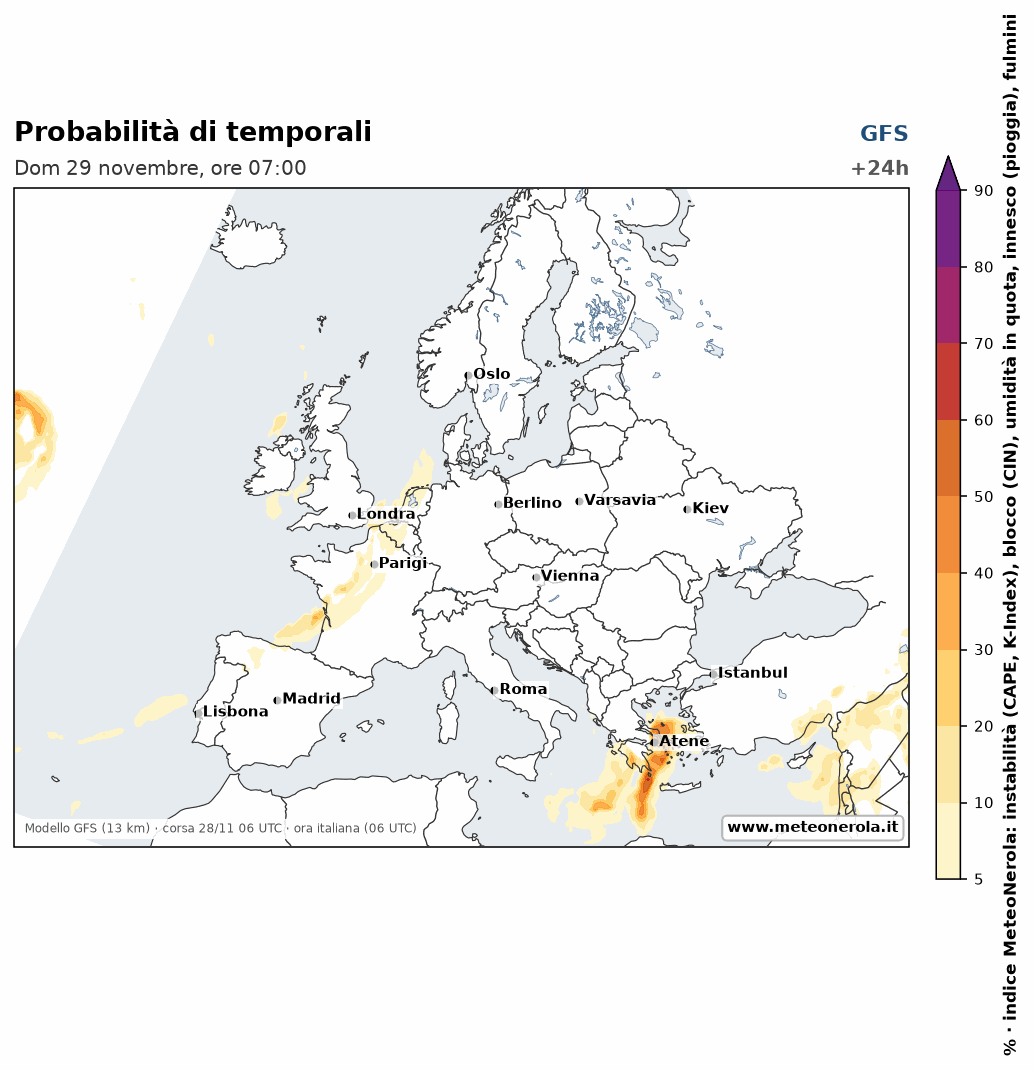 Probabilità di temporali
GFS
Dom 29 novembre, ore 07:00
+24h
Oslo
Londra
Berlino
Varsavia
Kiev
Parigi
Vienna
Istanbul
Roma
Madrid
Lisbona
Atene
Modello GFS (13 km) · corsa 28/11 06 UTC · ora italiana (06 UTC)
www.meteonerola.it
90
80
70
60
50
40
30
20
10
5
% · indice MeteoNerola: instabilità (CAPE, K-Index), blocco (CIN), umidità in quota, innesco (pioggia), fulmini